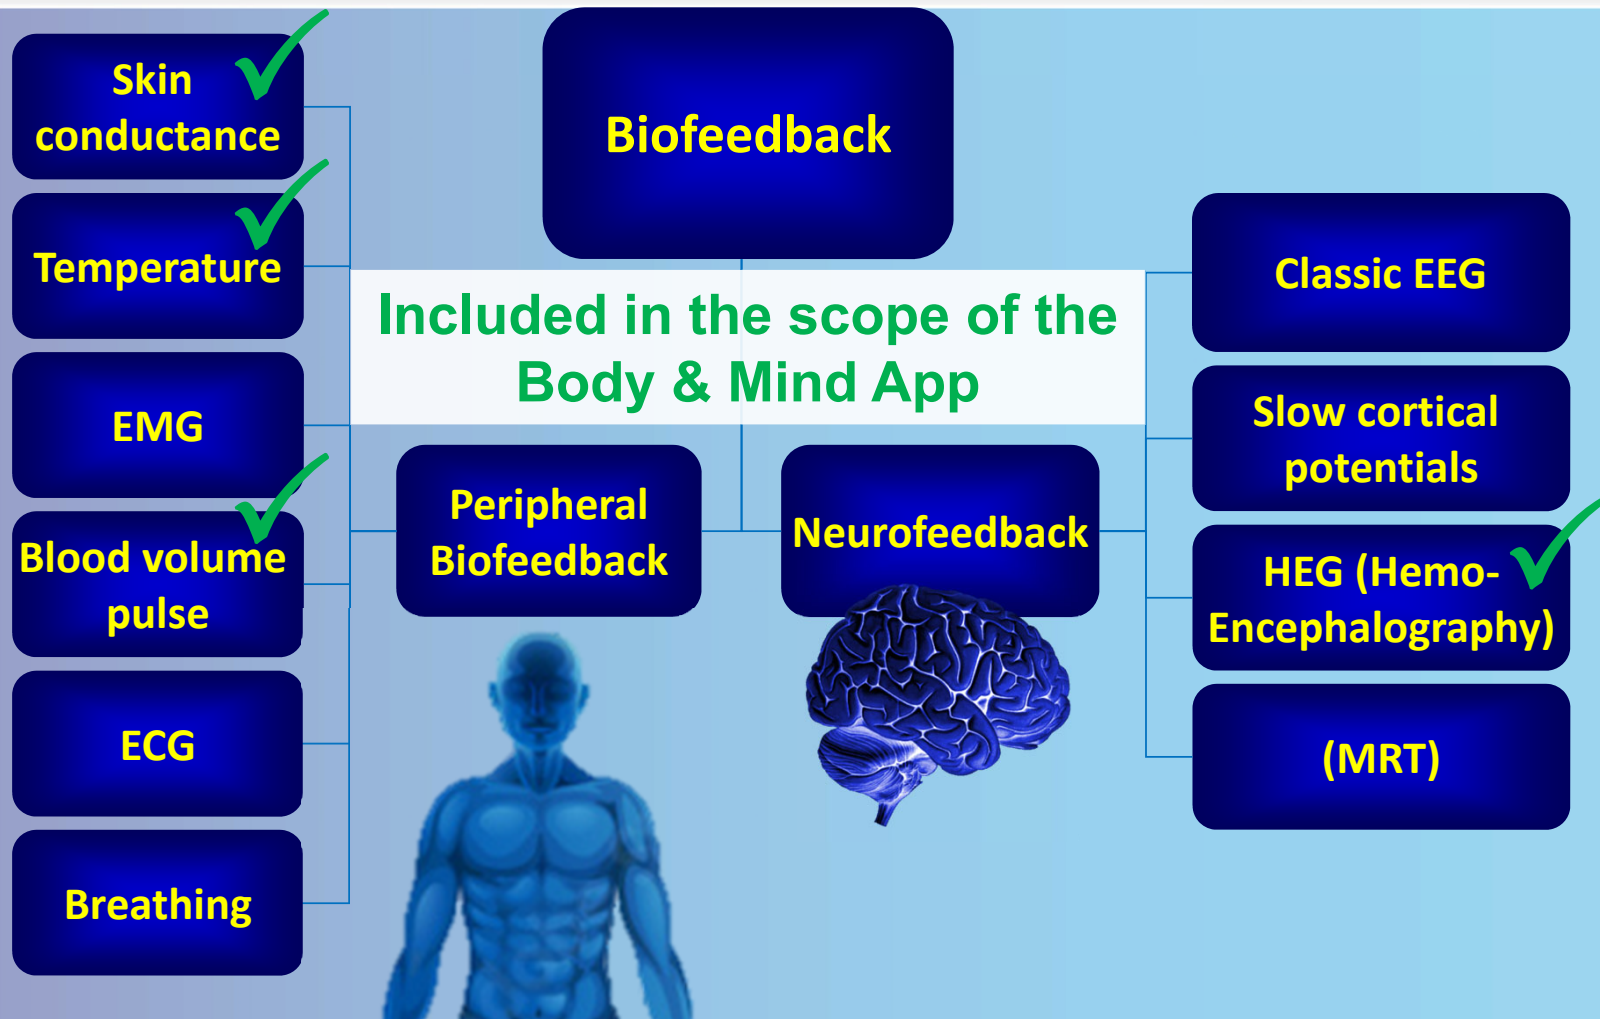 Biofeedback
Included in the scope of the
Body & Mind App
Skin
conductance
Temperature
EMG
Blood volume
pulse
ECG
Breathing
Peripheral
Biofeedback
Neurofeedback
Classic EEG
Slow cortical
potentials
HEG (Hemo-
Encephalography)
(MRT)